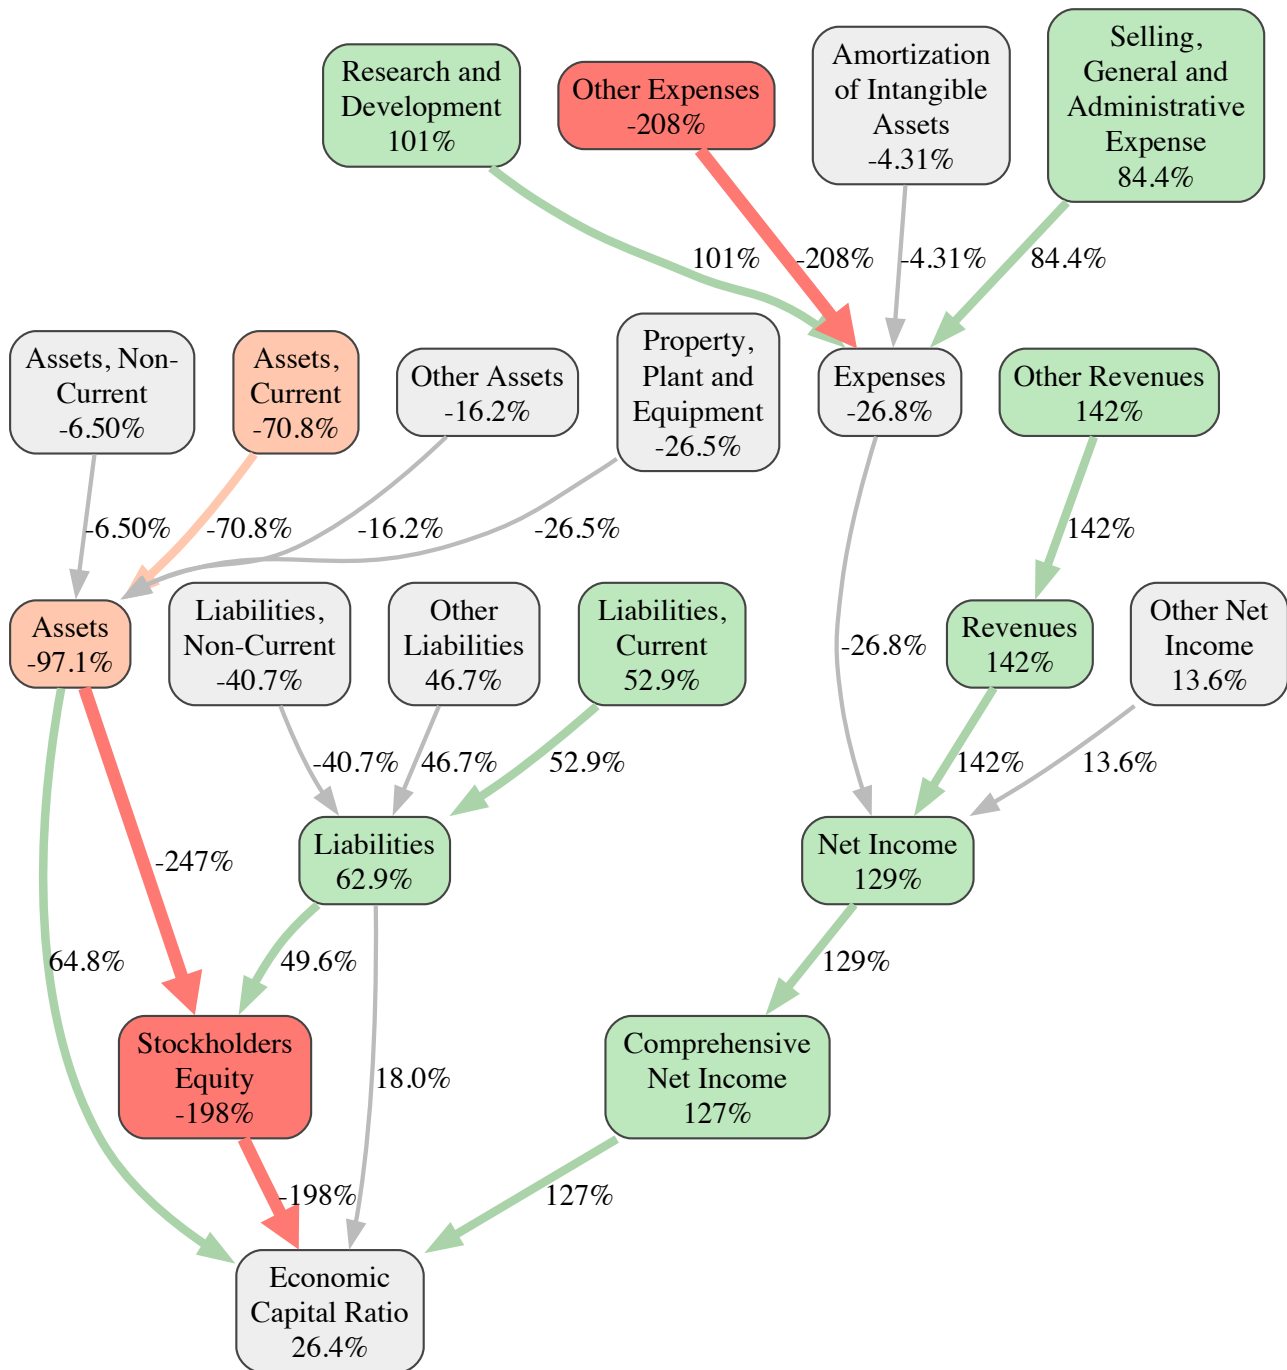 Research and
Development
101%
Other Expenses
-208%
Amortization
of Intangible
Assets
-4.31%
Selling,
General and
Administrative
Expense
84.4%
101%
-208%
-4.31%
84.4%
Assets, Non-
Current
-6.50%
Assets,
Current
-70.8%
Other Assets
-16.2%
Property,
Plant and
Equipment
-26.5%
Expenses
-26.8%
Other Revenues
142%
-6.50%
-70.8%
-16.2%
-26.5%
142%
Assets
-97.1%
Liabilities,
Non-Current
-40.7%
Other
Liabilities
46.7%
Liabilities,
Current
52.9%
-26.8%
Revenues
142%
Other Net
Income
13.6%
-40.7%
46.7%
52.9%
142%
13.6%
-247%
Liabilities
62.9%
Net Income
129%
64.8%
49.6%
129%
Stockholders
Equity
-198%
18.0%
Comprehensive
Net Income
127%
-198%
127%
Economic
Capital Ratio
26.4%